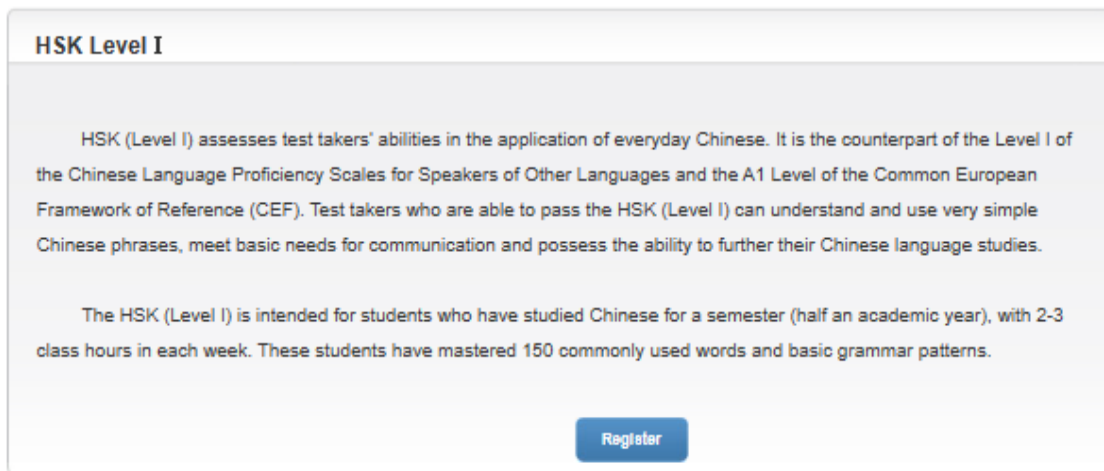 HSK Level I
HSK (Level I) assesses test takers' abilities in the application of everyday Chinese. It is the counterpart of the Level I of
the Chinese Language Proficiency Scales for Speakers of Other Languages and the A1 Level of the Common European
Framework of Reference (CEF). Test takers who are able to pass the HSK (Level I) can understand and use very simple
Chinese phrases, meet basic needs for communication and possess the ability to further their Chinese language studies.
The HSK (Level I) is intended for students who have studied Chinese for a semester (half an academic year), with 2-3
class hours in each week. These students have mastered 150 commonly used words and basic grammar patterns.
Register